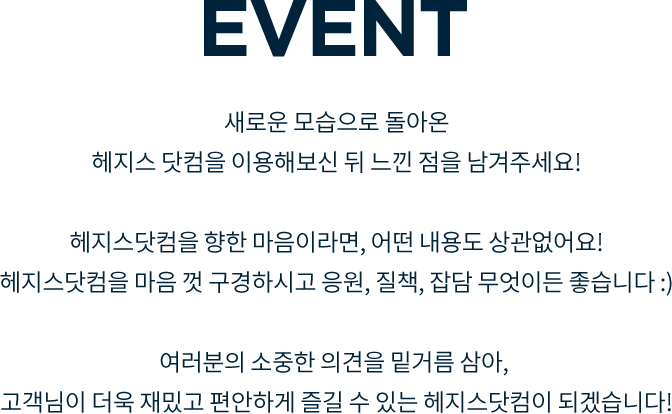 EVENT
새로운 모습으로 돌아온
헤지스 닷컴을 이용해보신 뒤 느낀 점을 남겨주세요!
헤지스닷컴을 향한 마음이라면, 어떤 내용도 상관없어요!
헤지스닷컴을 마음 껏 구경하시고 응원, 질책, 잡담 무엇이든 좋습니다 :)
여러분의 소중한 의견을 밑거름 삼아,
고객님이 더욱 재밌고 편안하게 즐길 수 있는 헤지스닷컴이 되겠습니다!